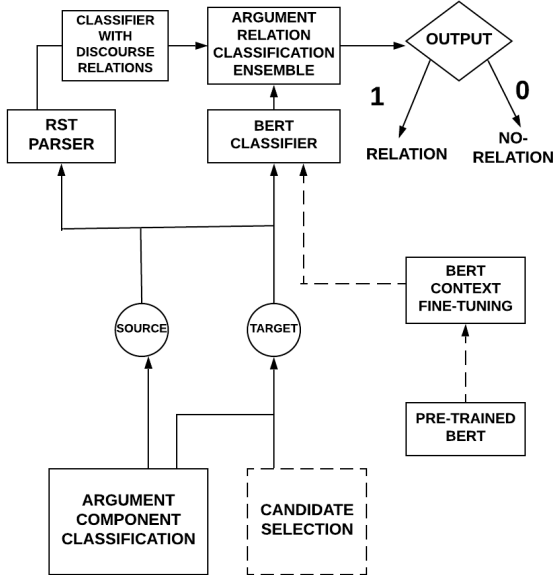 CLASSIFIER
WITH
DISCOURSE
RELATIONS
ARGUMENT
RELATION
CLASSIFICATION
ENSEMBLE
OUTPUT
1
0
RELATION
NO-
RELATION
RST
PARSER
BERT
CLASSIFIER
BERT
CONTEXT
FINE-TUNING
SOURCE
TARGET
PRE-TRAINED
BERT
ARGUMENT
COMPONENT
CLASSIFICATION
CANDIDATE
SELECTION